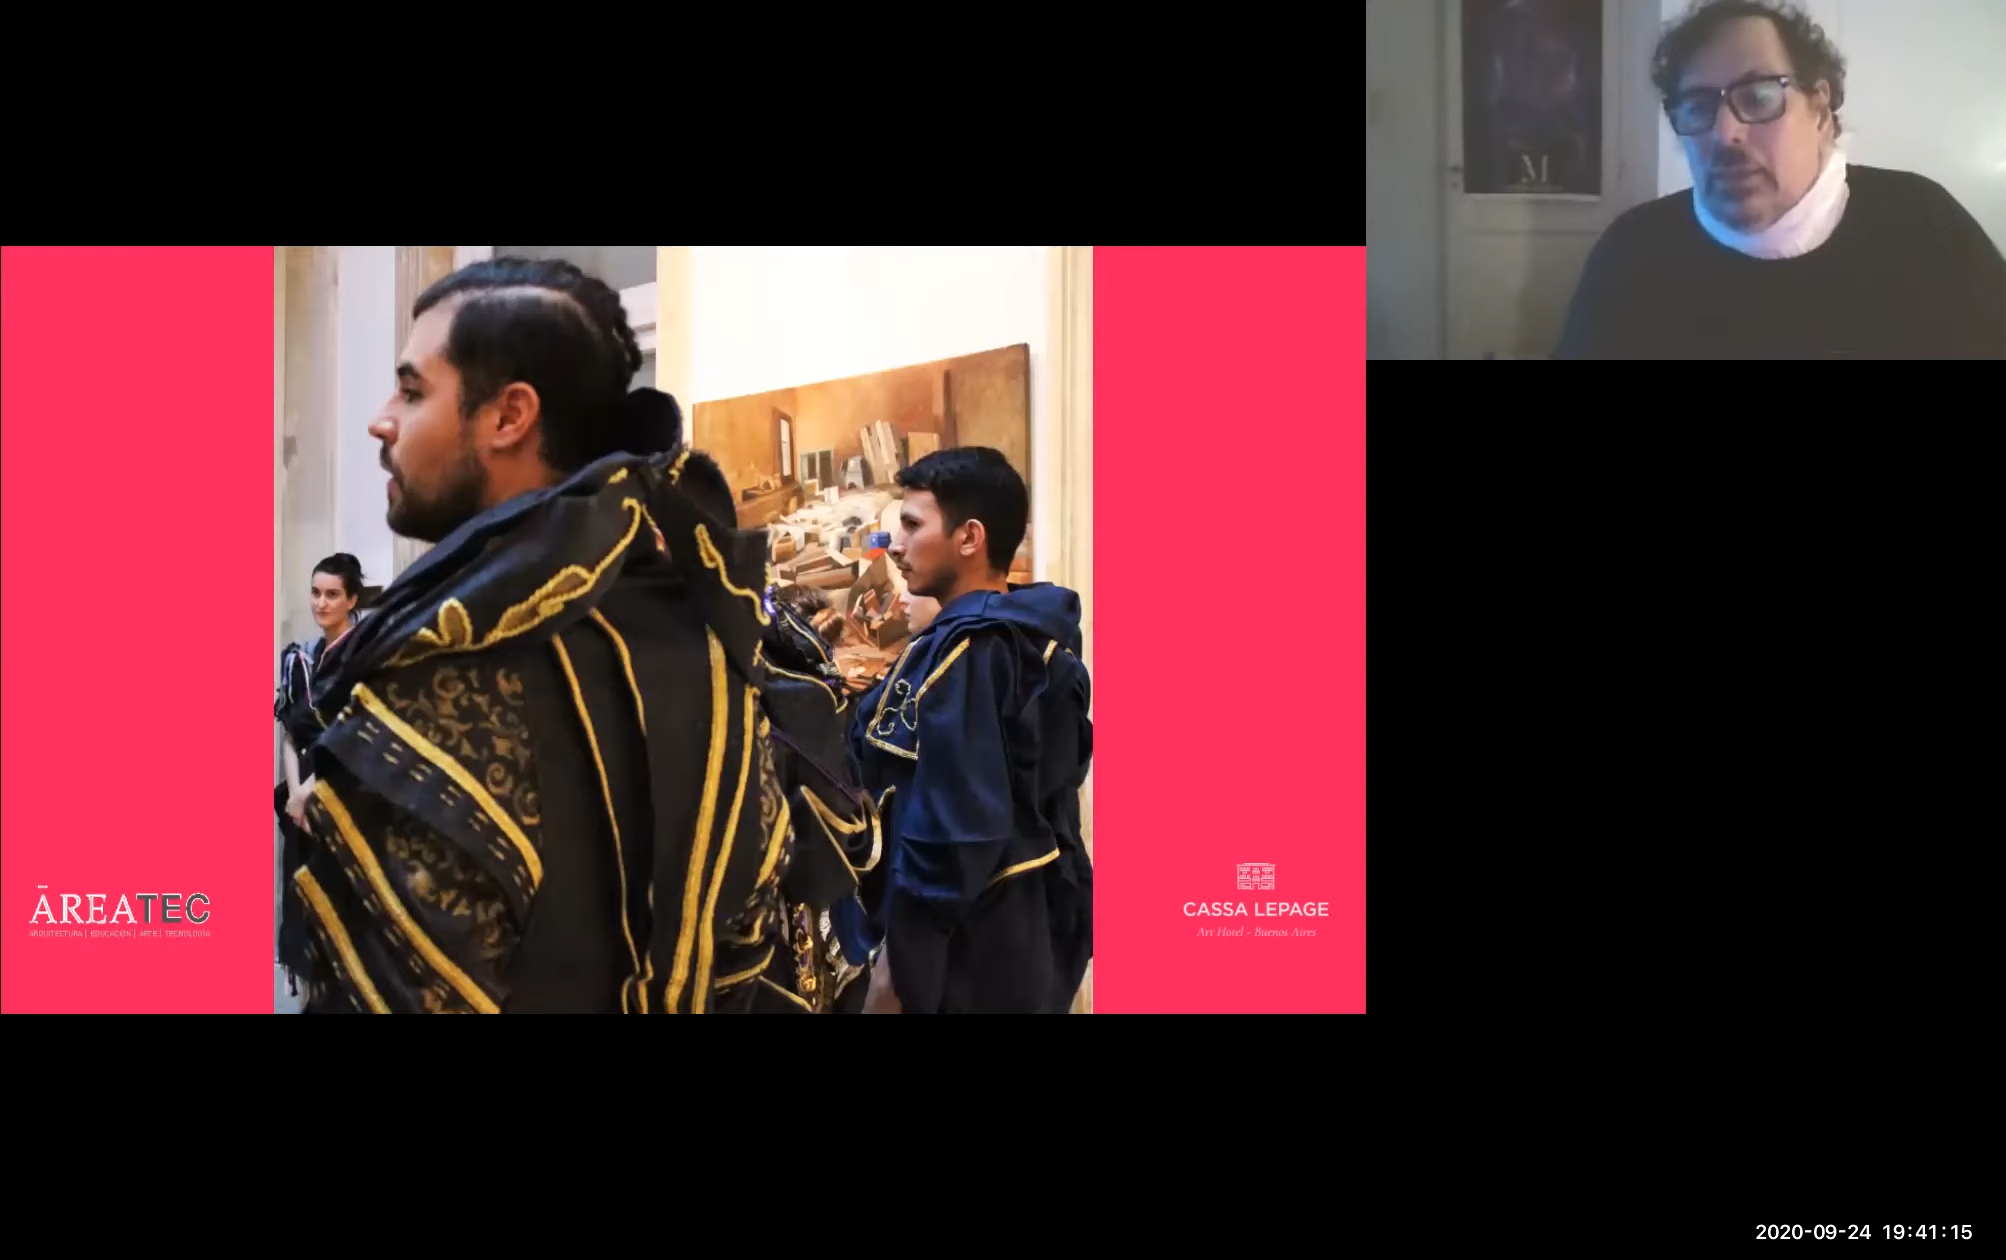 M
ĀREATEC
ARQUITECTURA | EDUCACIÓN | ARTE | TECNOLOGÍA
CASSA LEPAGE
Art Hotel - Buenos Aires
2020-09-24 19:41:15